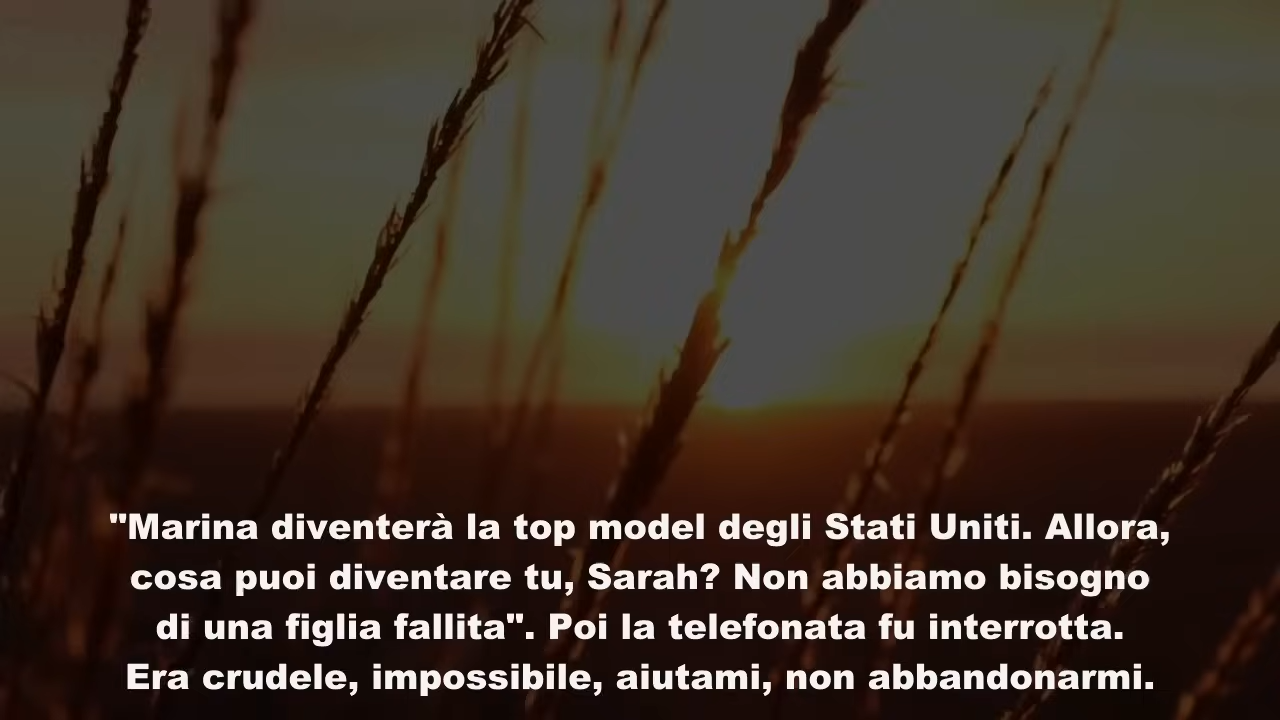 "Marina diventerà la top model degli Stati Uniti. Allora,
cosa puoi diventare tu, Sarah? Non abbiamo bisogno
di una figlia fallita". Poi la telefonata fu interrotta.
Era crudele, impossibile, aiutami, non abbandonarmi.